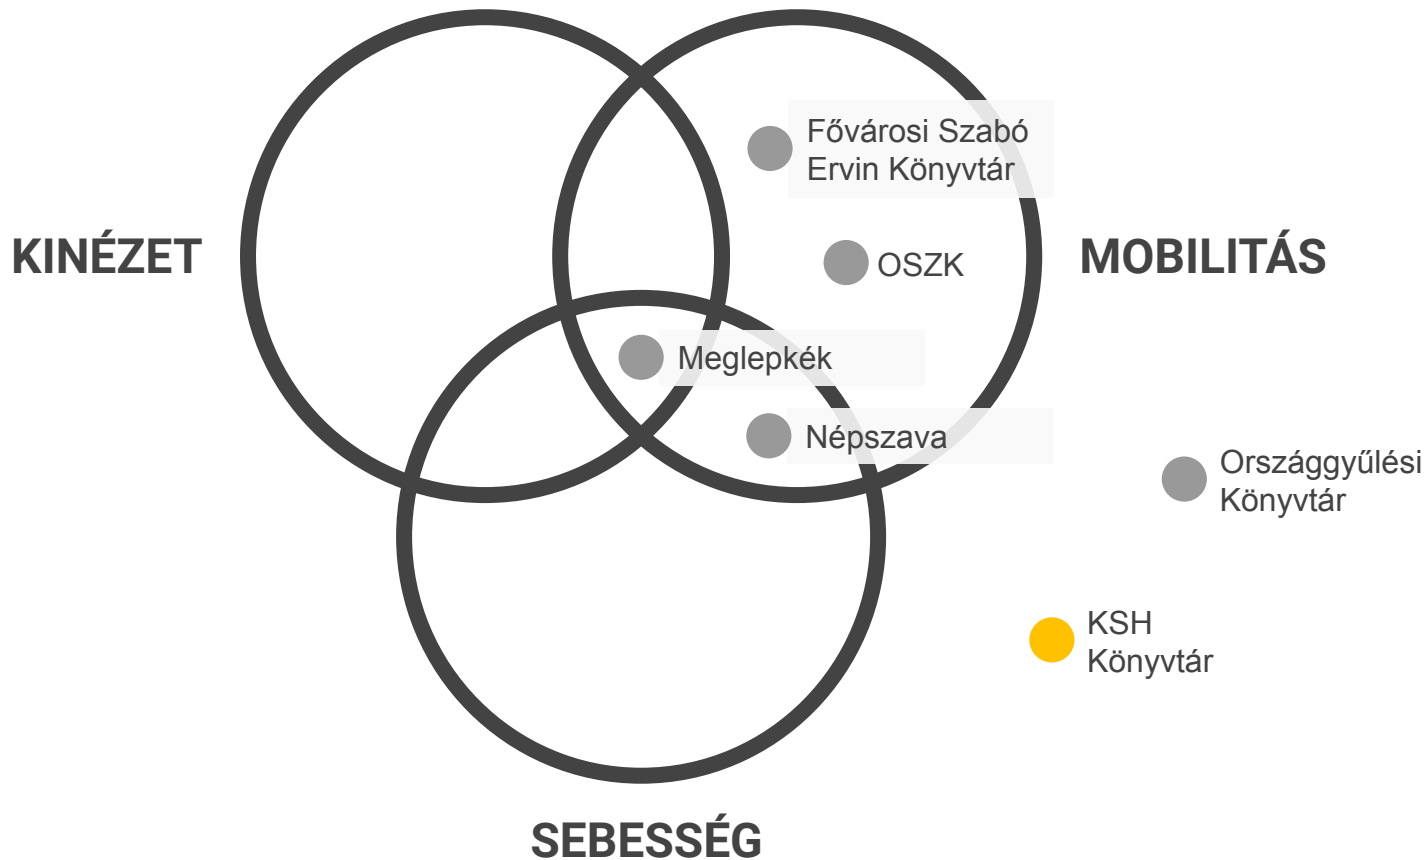 Fővárosi Szabó
Ervin Könyvtár
KINÉZET
MOBILITÁS
OSZK
Meglepkék
Népszava
Országgyűlési
Könyvtár
KSH
Könyvtár
SEBESSÉG